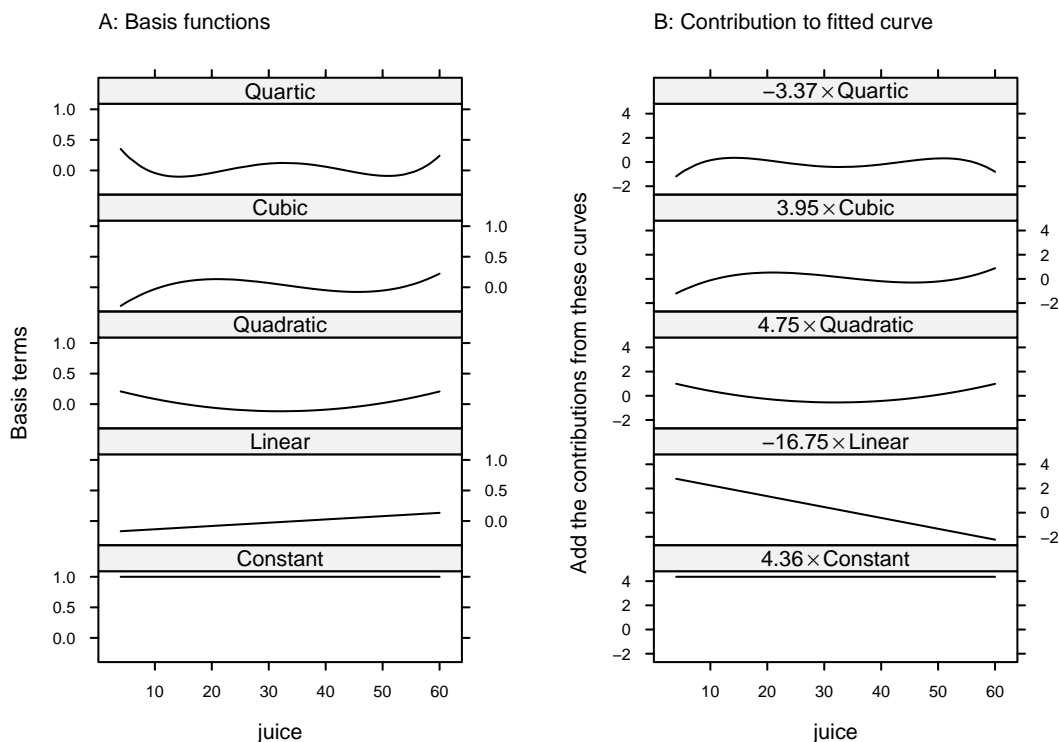 A: Basis functions
Basis terms
Quartic
1.0
0.5
0.0
Cubic
1.0
0.5
0.0
Quadratic
1.0
0.5
0.0
Linear
1.0
0.5
0.0
Constant
1.0
0.5
0.0
10 20 30 40 50 60
juice
B: Contribution to fitted curve
Add the contributions from these curves
−3.37×Quartic
4
2
0
−2
3.95×Cubic
4
2
0
−2
4.75×Quadratic
4
2
0
−2
−16.75×Linear
4
2
0
−2
4.36×Constant
4
2
0
−2
10 20 30 40 50 60
juice